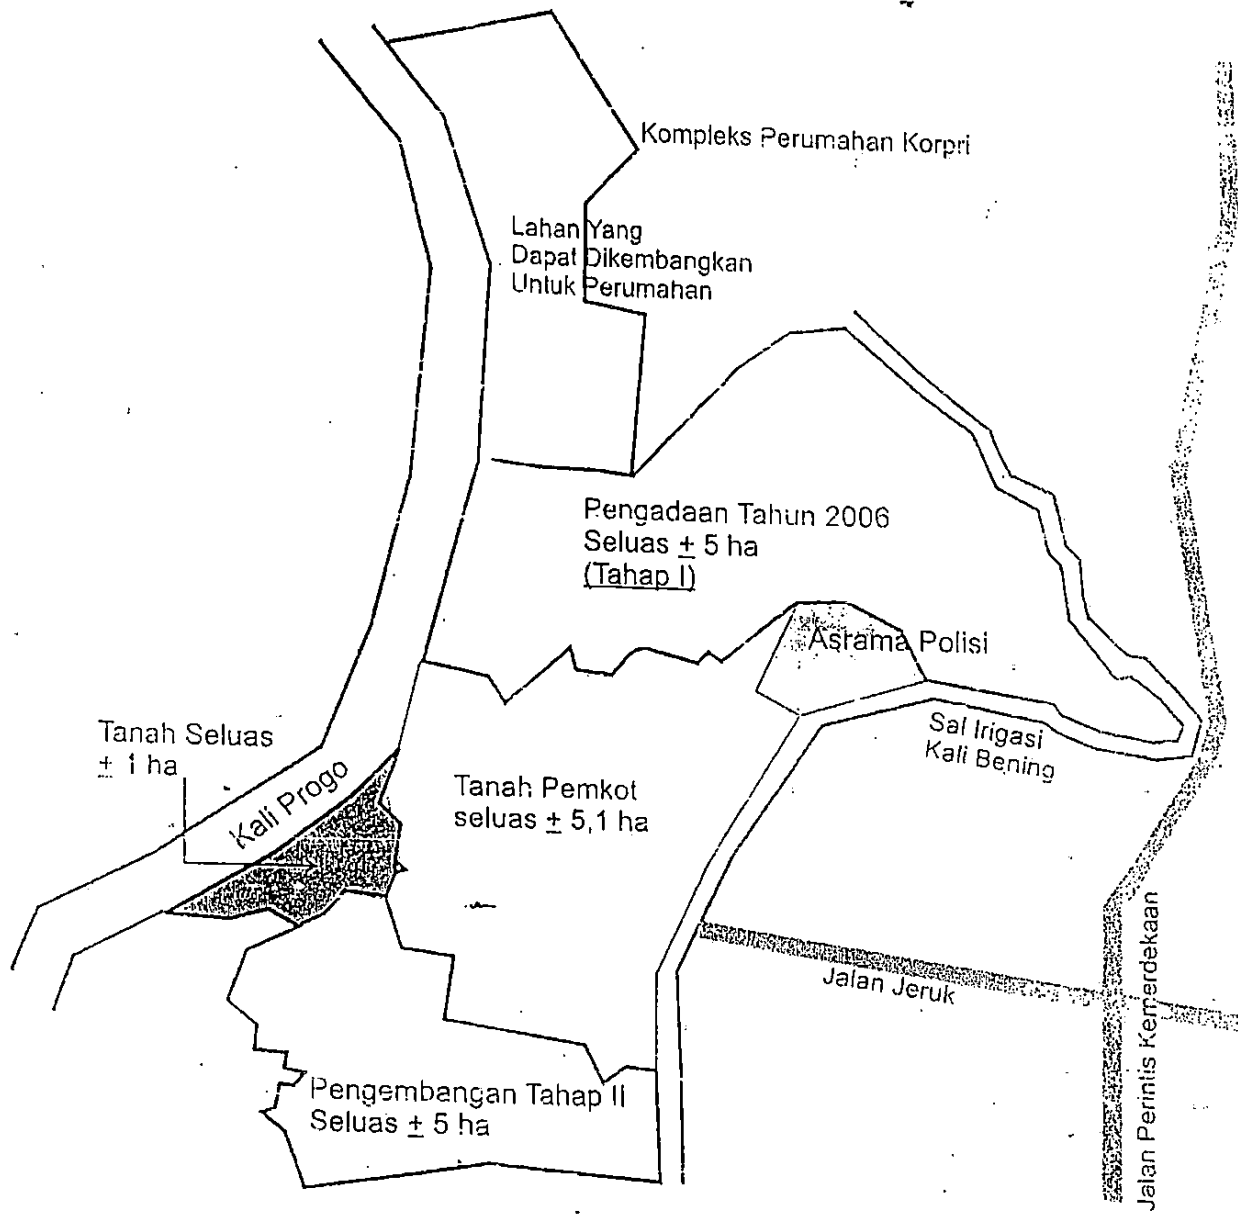 Kompleks Perumahan Korpri
Lahan Yang
Dapat Dikembangkan
Untuk Perumahan
Pengadaan Tahun 2006
Seluas ± 5 ha
(Tahap I)
Asrama Polisi
Tanah Seluas
± 1 ha
Kali Progo
Tanah Pemkot
seluas ± 5,1 ha
Sal Irigasi
Kali Bening
Jalan Jeruk
Jalan Perintis Kemerdekaan
Pengembangan Tahap II
Seluas ± 5 ha